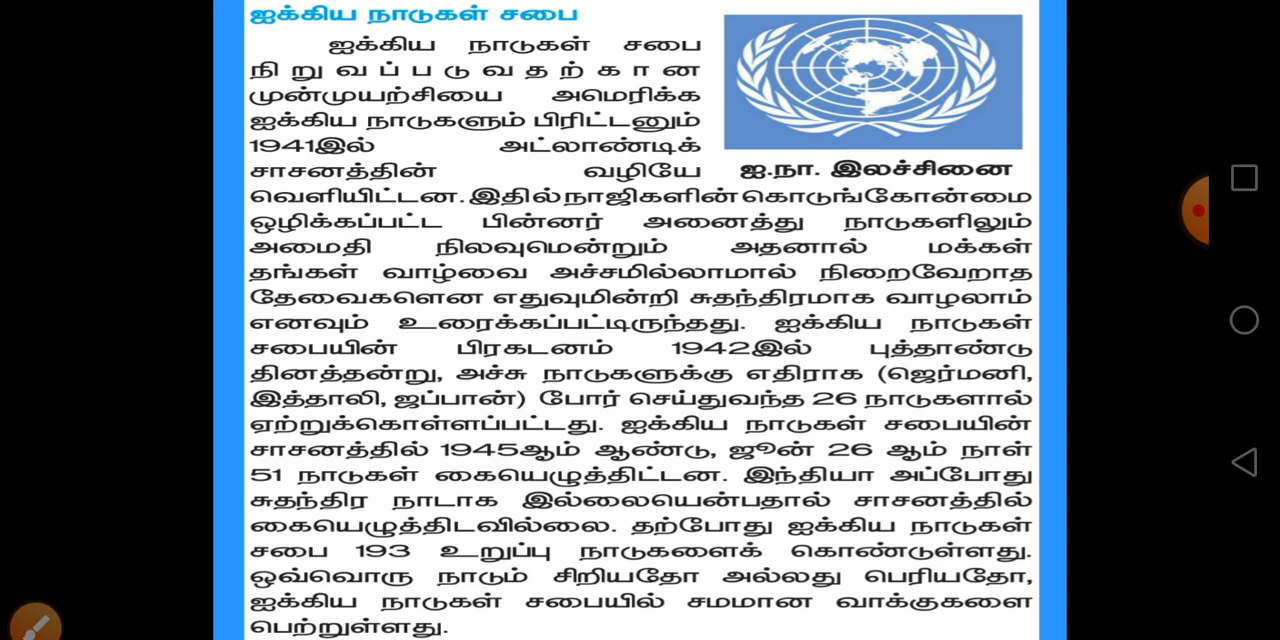 ஐக்கிய நாடுகள் சபை
ஐக்கிய நாடுகள் சபை
நிறுவப்படுவதற்கான
முன்முயற்சியை அமெரிக்க
ஐக்கிய நாடுகளும் பிரிட்டனும்
1941இல் அட்லாண்டிக்
சாசனத்தின் வழியே
ஐ.நா. இலச்சினை
வெளியிட்டன. இதில் நாஜிகளின் கொடுங்கோன்மை
ஒழிக்கப்பட்ட பின்னர் அனைத்து நாடுகளிலும்
அமைதி நிலவுமென்றும் அதனால் மக்கள்
தங்கள் வாழ்வை அச்சமில்லாமால் நிறைவேறாத
தேவைகளென எதுவுமின்றி சுதந்திரமாக வாழலாம்
எனவும் உரைக்கப்பட்டிருந்தது. ஐக்கிய நாடுகள்
சபையின் பிரகடனம் 1942இல் புத்தாண்டு
தினத்தன்று, அச்சு நாடுகளுக்கு எதிராக (ஜெர்மனி,
இத்தாலி, ஜப்பான்) போர் செய்துவந்த 26 நாடுகளால்
ஏற்றுக்கொள்ளப்பட்டது. ஐக்கிய நாடுகள் சபையின்
சாசனத்தில் 1945ஆம் ஆண்டு, ஜூன் 26 ஆம் நாள்
51 நாடுகள் கையெழுத்திட்டன. இந்தியா அப்போது
சுதந்திர நாடாக இல்லையென்பதால் சாசனத்தில்
கையெழுத்திடவில்லை. தற்போது ஐக்கிய நாடுகள்
சபை 193 உறுப்பு நாடுகளைக் கொண்டுள்ளது.
ஒவ்வொரு நாடும் சிறியதோ அல்லது பெரியதோ,
ஐக்கிய நாடுகள் சபையில் சமமான வாக்குகளை
பெற்றுள்ளது.